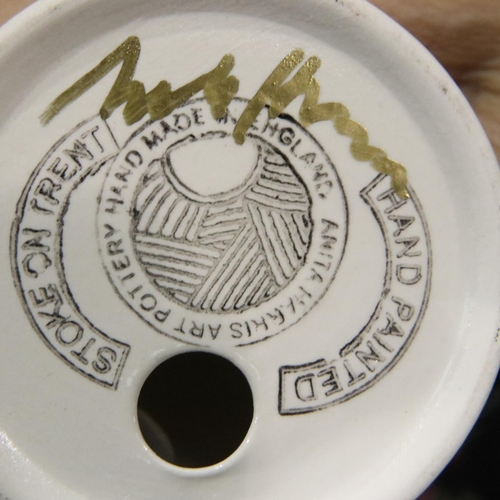 STOKE ON TRENT
HAND MADE IN ENGLAND
ANITA HARRIS ART POTTERY
HAND PAINTED